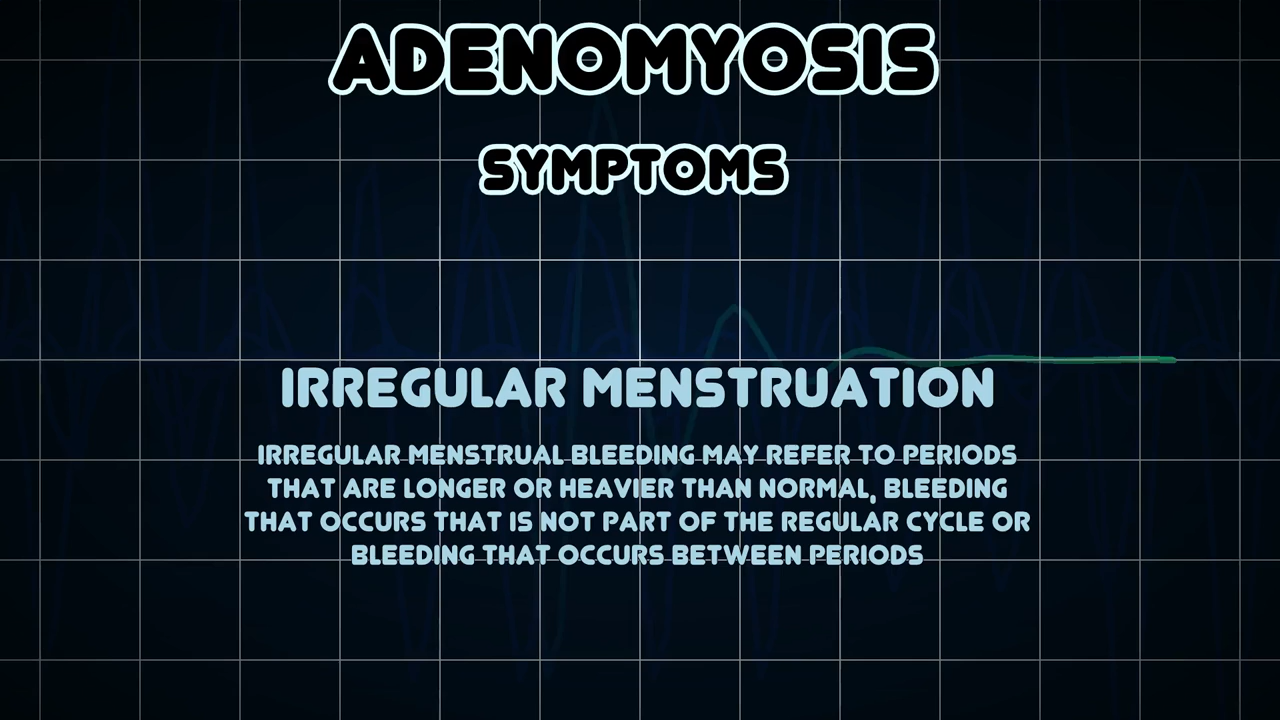 ADENOMYOSIS
SYMPTOMS
IRREGULAR MENSTRUATION
IRREGULAR MENSTRUAL BLEEDING MAY REFER TO PERIODS
THAT ARE LONGER OR HEAVIER THAN NORMAL, BLEEDING
THAT OCCURS THAT IS NOT PART OF THE REGULAR CYCLE OR
BLEEDING THAT OCCURS BETWEEN PERIODS